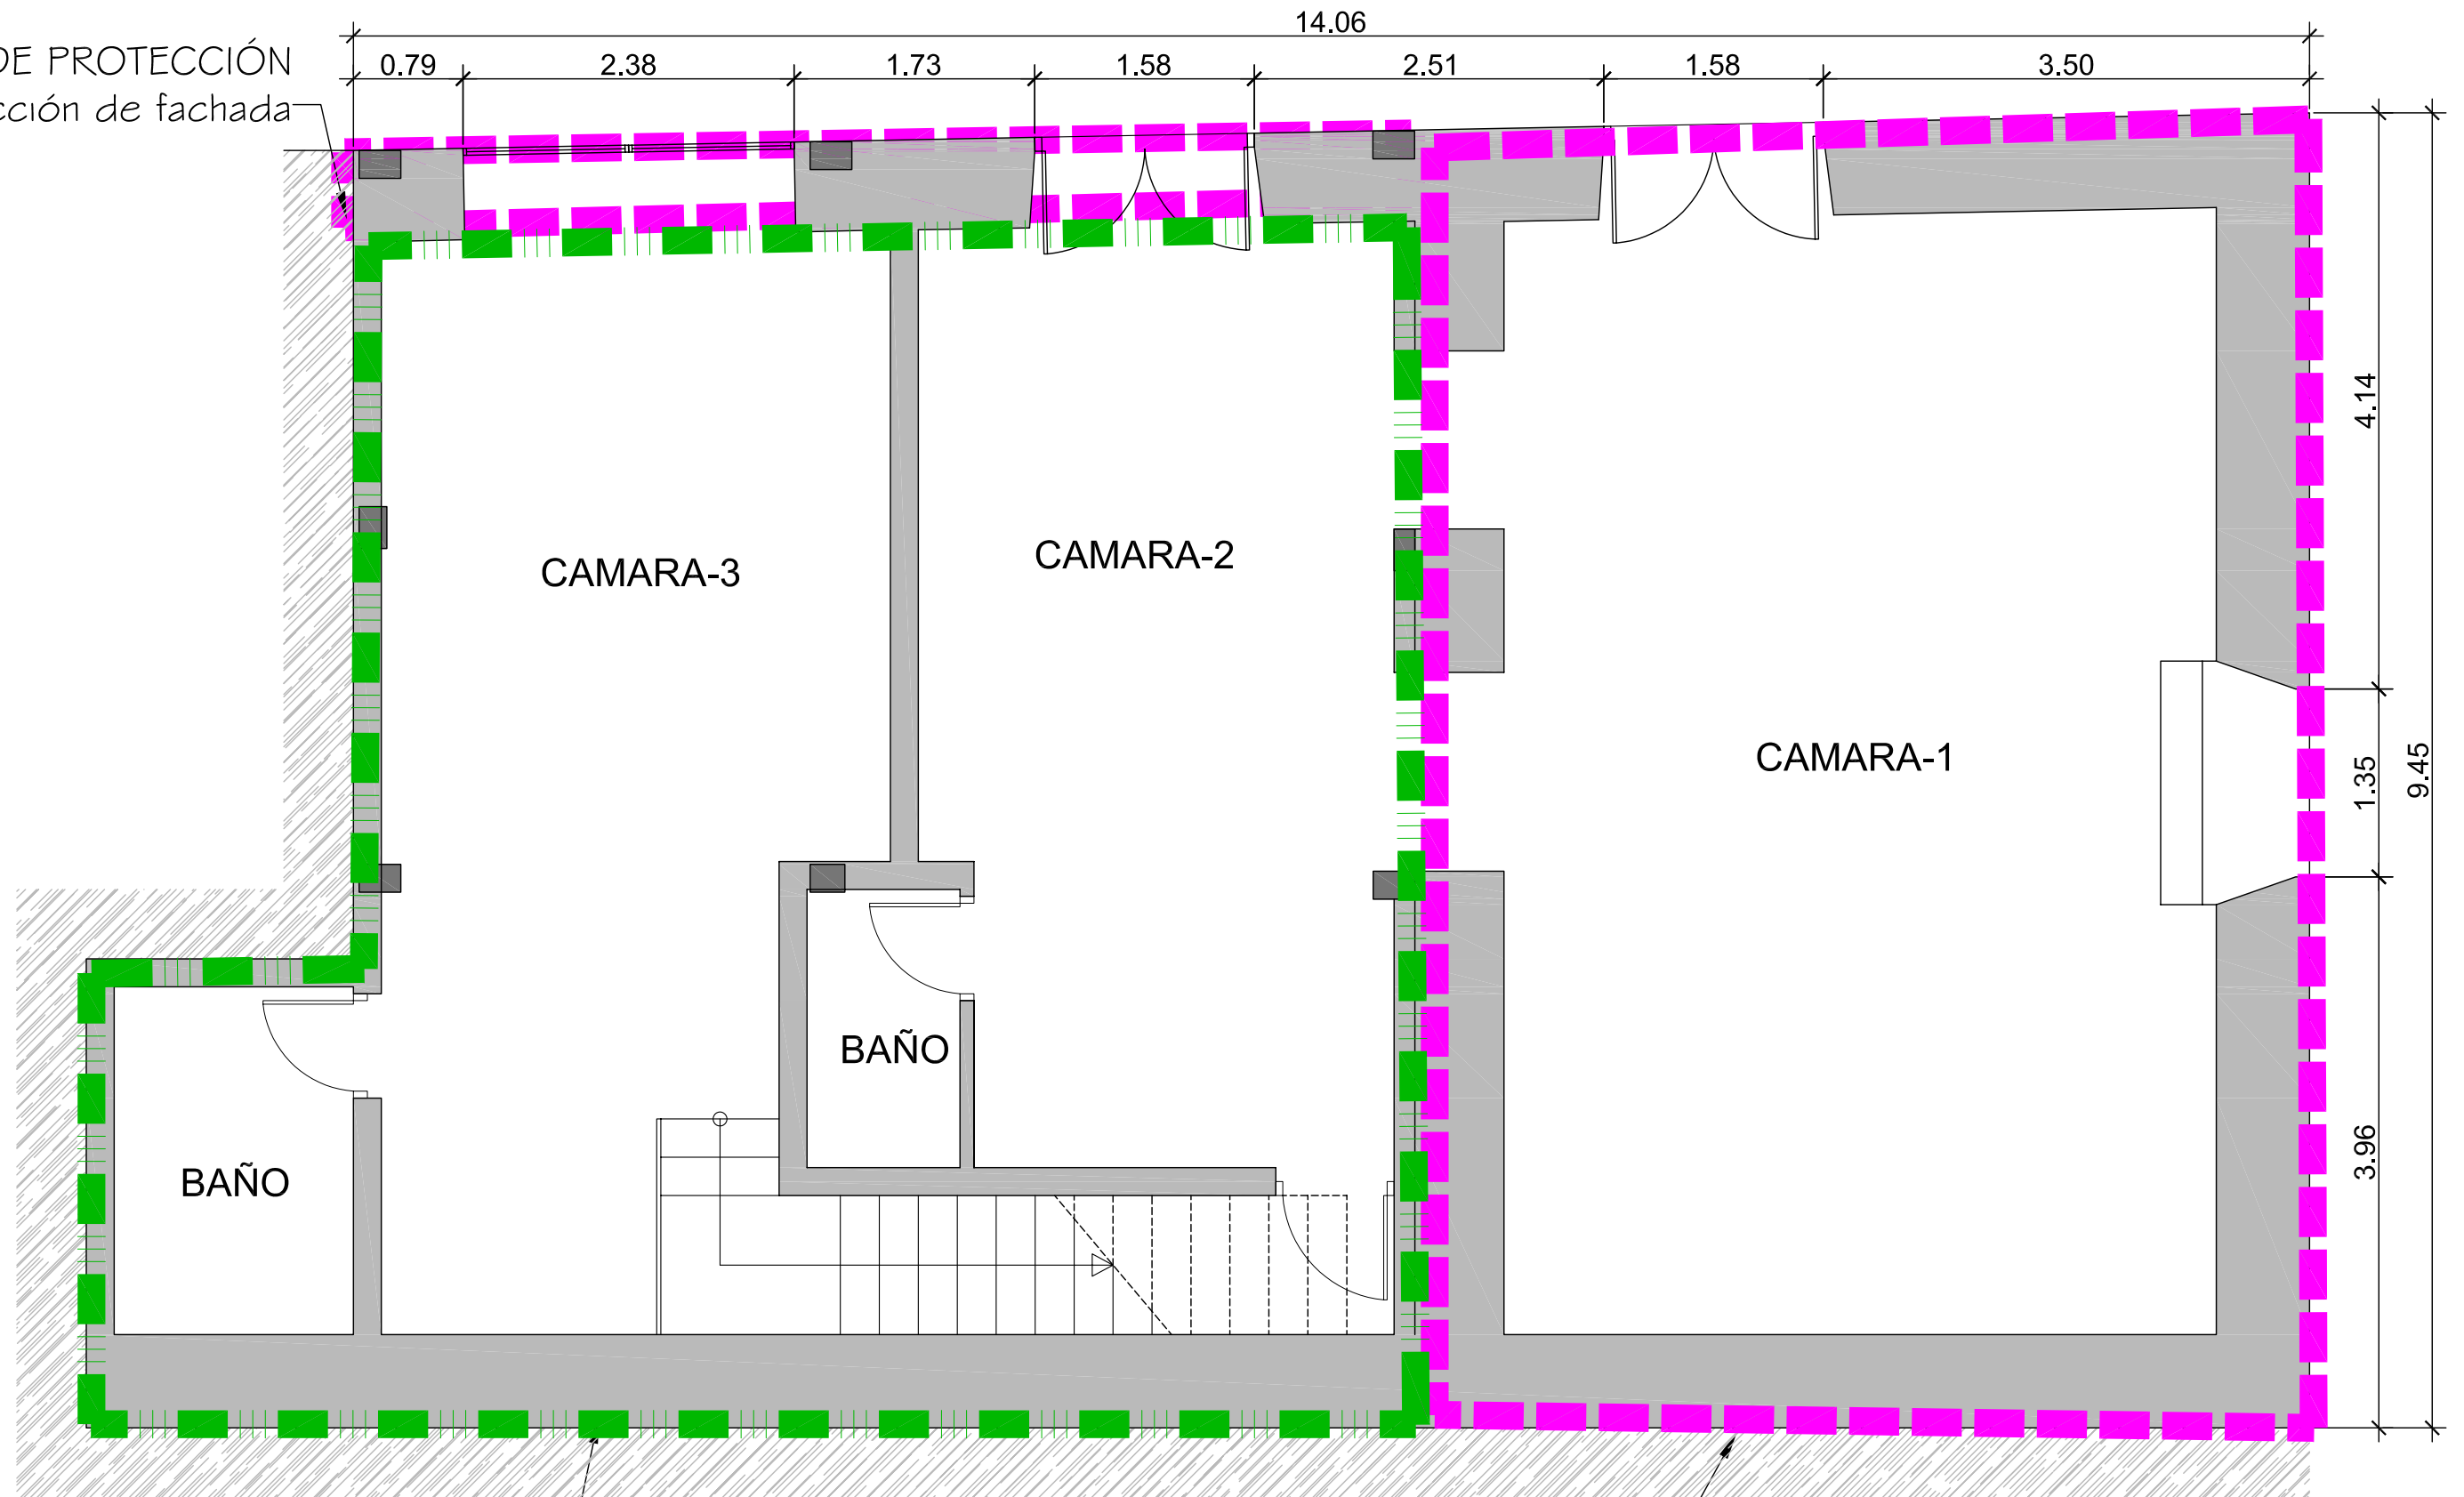 14.06
DE PROTECCIÓN
0.79 2.38 1.73 1.58 2.51 1.58 3.50
cción de fachada
4.14
CAMARA-3
CAMARA-2
CAMARA-1
1.35
9.45
BAÑO
3.96
BAÑO